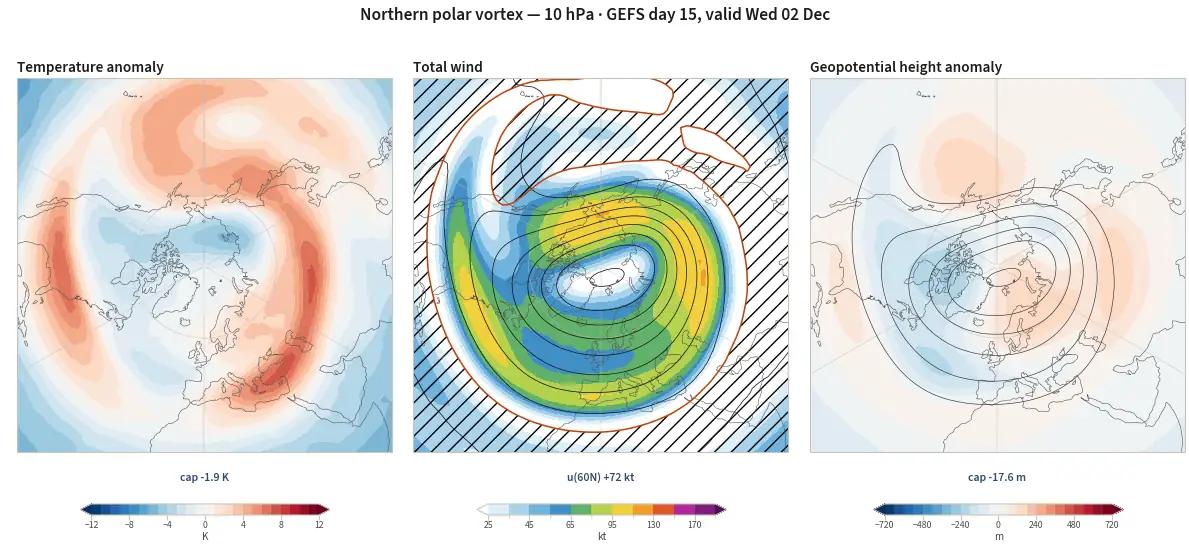 Northern polar vortex — 10 hPa · GEFS day 15, valid Wed 02 Dec
Temperature anomaly
Total wind
Geopotential height anomaly
cap -1.9 K
u(60N) +72 kt
cap -17.6 m
−12 −8 −4 0 4 8 12
K
25 45 65 95 130 170
kt
−720 −480 −240 0 240 480 720
m